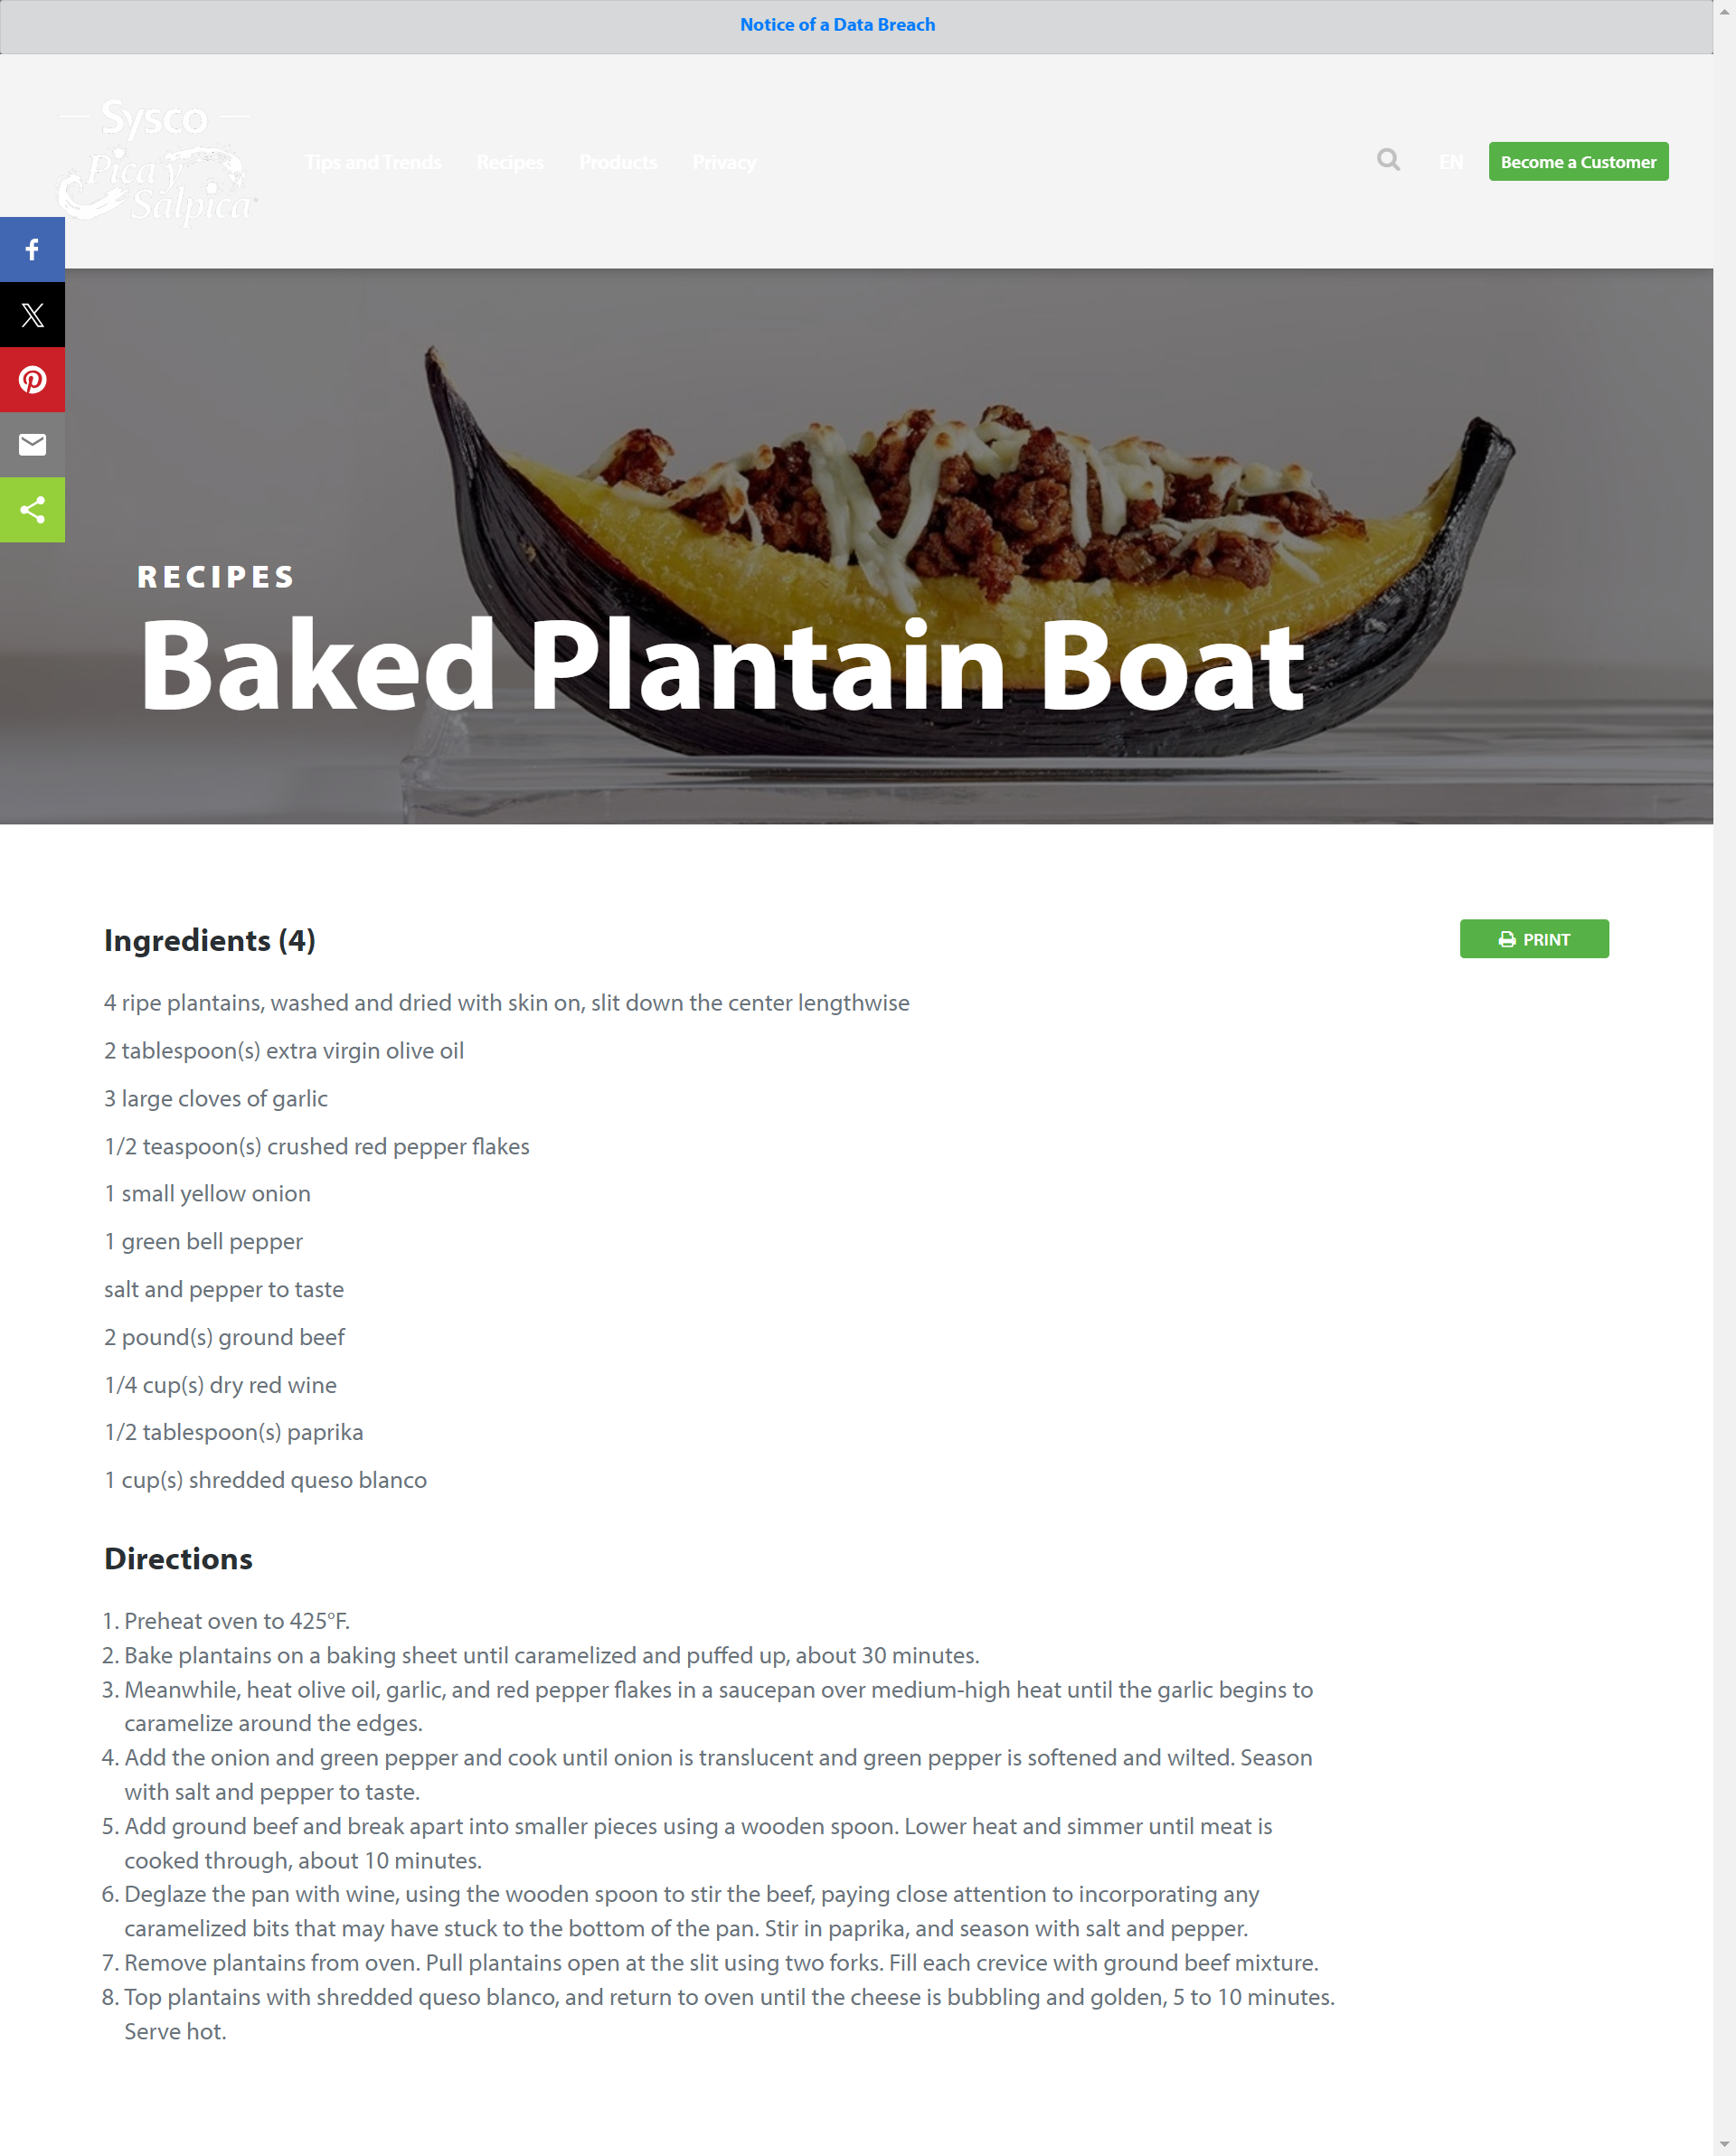 Notice of a Data Breach
Sysco
Pica y
Salpica
Tips and Trends Recipes Products Privacy
EN Become a Customer
RECIPES
Baked Plantain Boat
Ingredients (4)
PRINT
4 ripe plantains, washed and dried with skin on, slit down the center lengthwise
2 tablespoon(s) extra virgin olive oil
3 large cloves of garlic
1/2 teaspoon(s) crushed red pepper flakes
1 small yellow onion
1 green bell pepper
salt and pepper to taste
2 pound(s) ground beef
1/4 cup(s) dry red wine
1/2 tablespoon(s) paprika
1 cup(s) shredded queso blanco
Directions
1. Preheat oven to 425°F.
2. Bake plantains on a baking sheet until caramelized and puffed up, about 30 minutes.
3. Meanwhile, heat olive oil, garlic, and red pepper flakes in a saucepan over medium-high heat until the garlic begins to
caramelize around the edges.
4. Add the onion and green pepper and cook until onion is translucent and green pepper is softened and wilted. Season
with salt and pepper to taste.
5. Add ground beef and break apart into smaller pieces using a wooden spoon. Lower heat and simmer until meat is
cooked through, about 10 minutes.
6. Deglaze the pan with wine, using the wooden spoon to stir the beef, paying close attention to incorporating any
caramelized bits that may have stuck to the bottom of the pan. Stir in paprika, and season with salt and pepper.
7. Remove plantains from oven. Pull plantains open at the slit using two forks. Fill each crevice with ground beef mixture.
8. Top plantains with shredded queso blanco, and return to oven until the cheese is bubbling and golden, 5 to 10 minutes.
Serve hot.